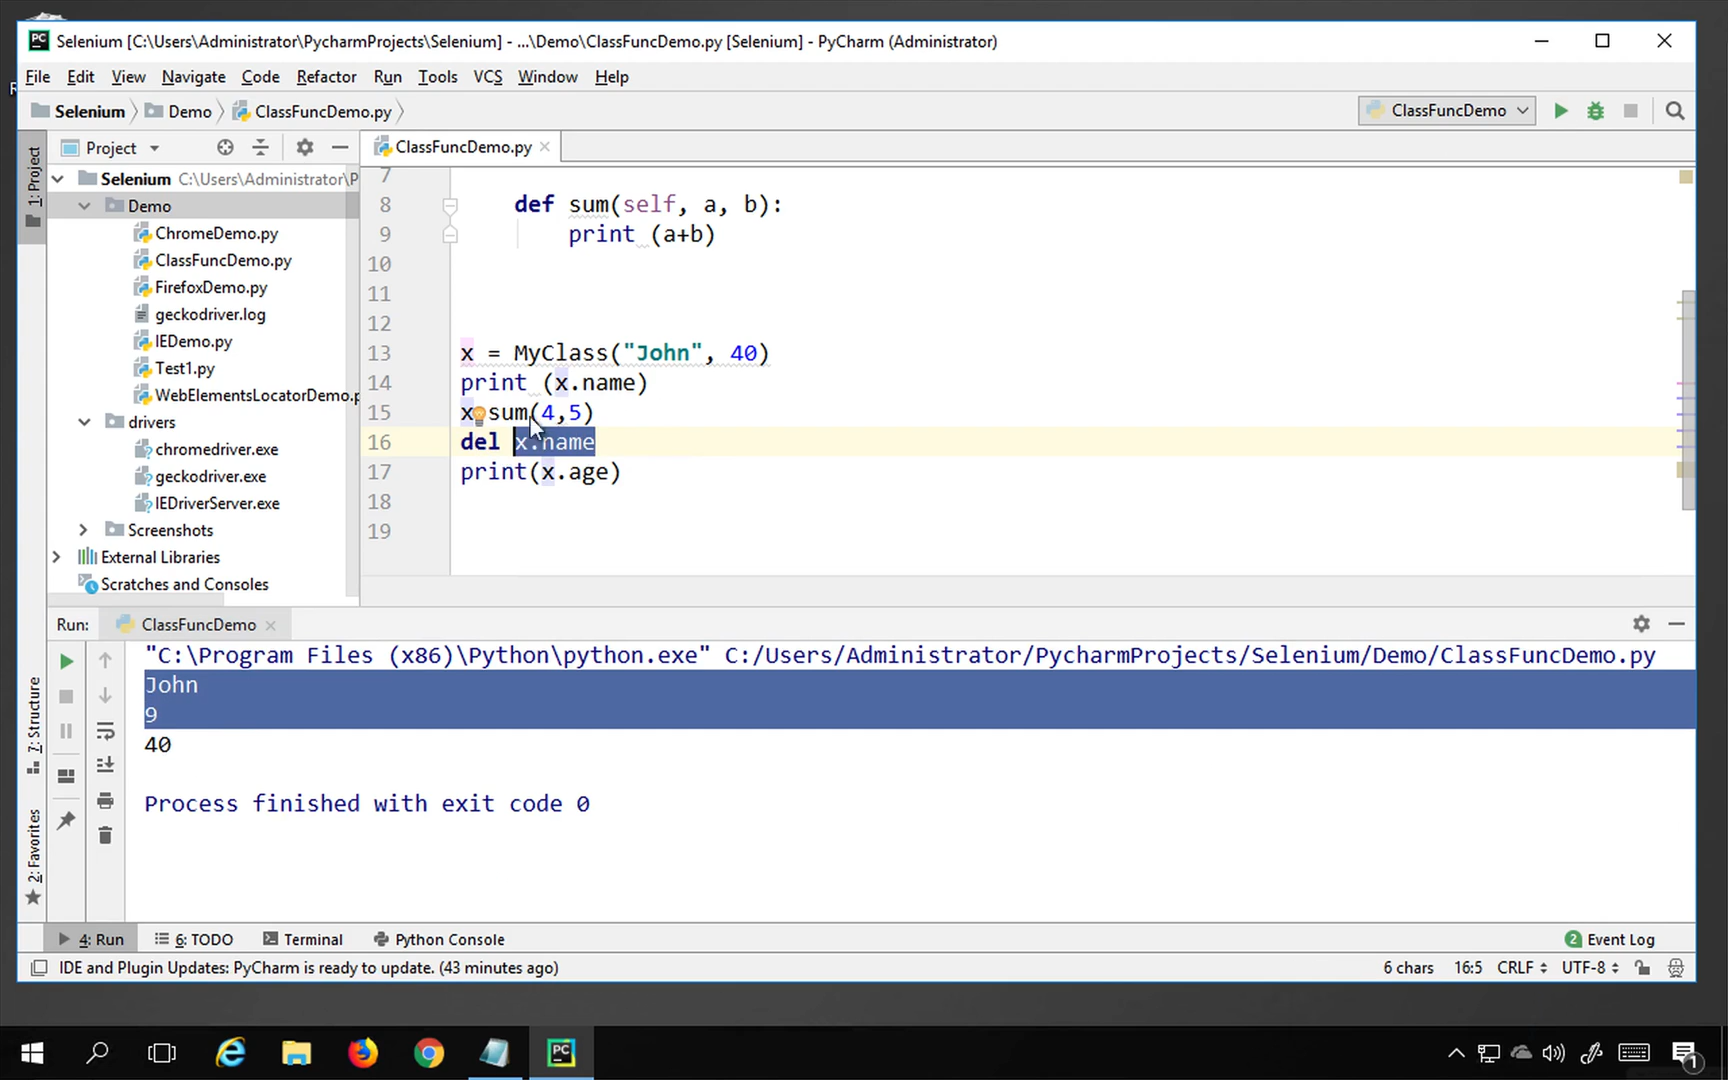 PC Selenium [C:\Users\Administrator\PycharmProjects\Selenium] - ...\Demo\ClassFuncDemo.py [Selenium] - PyCharm (Administrator)
File Edit View Navigate Code Refactor Run Tools VCS Window Help
Selenium Demo ClassFuncDemo.py ClassFuncDemo
1: Project
Project ClassFuncDemo.py
Selenium C:\Users\Administrator\P
Demo
ChromeDemo.py
ClassFuncDemo.py
FirefoxDemo.py
geckodriver.log
IEDemo.py
Test1.py
WebElementsLocatorDemo.p
drivers
chromedriver.exe
geckodriver.exe
IEDriverServer.exe
Screenshots
External Libraries
Scratches and Consoles
7
8 def sum(self, a, b):
9 print (a+b)
10
11
12
13 x = MyClass("John", 40)
14 print (x.name)
15 x sum(4,5)
16 del x.name
17 print(x.age)
18
19
Run: ClassFuncDemo
7: Structure
2: Favorites
"C:\Program Files (x86)\Python\python.exe" C:/Users/Administrator/PycharmProjects/Selenium/Demo/ClassFuncDemo.py
John
9
40
Process finished with exit code 0
4: Run 6: TODO Terminal Python Console 2 Event Log
IDE and Plugin Updates: PyCharm is ready to update. (43 minutes ago) 6 chars 16:5 CRLF UTF-8
PC 1